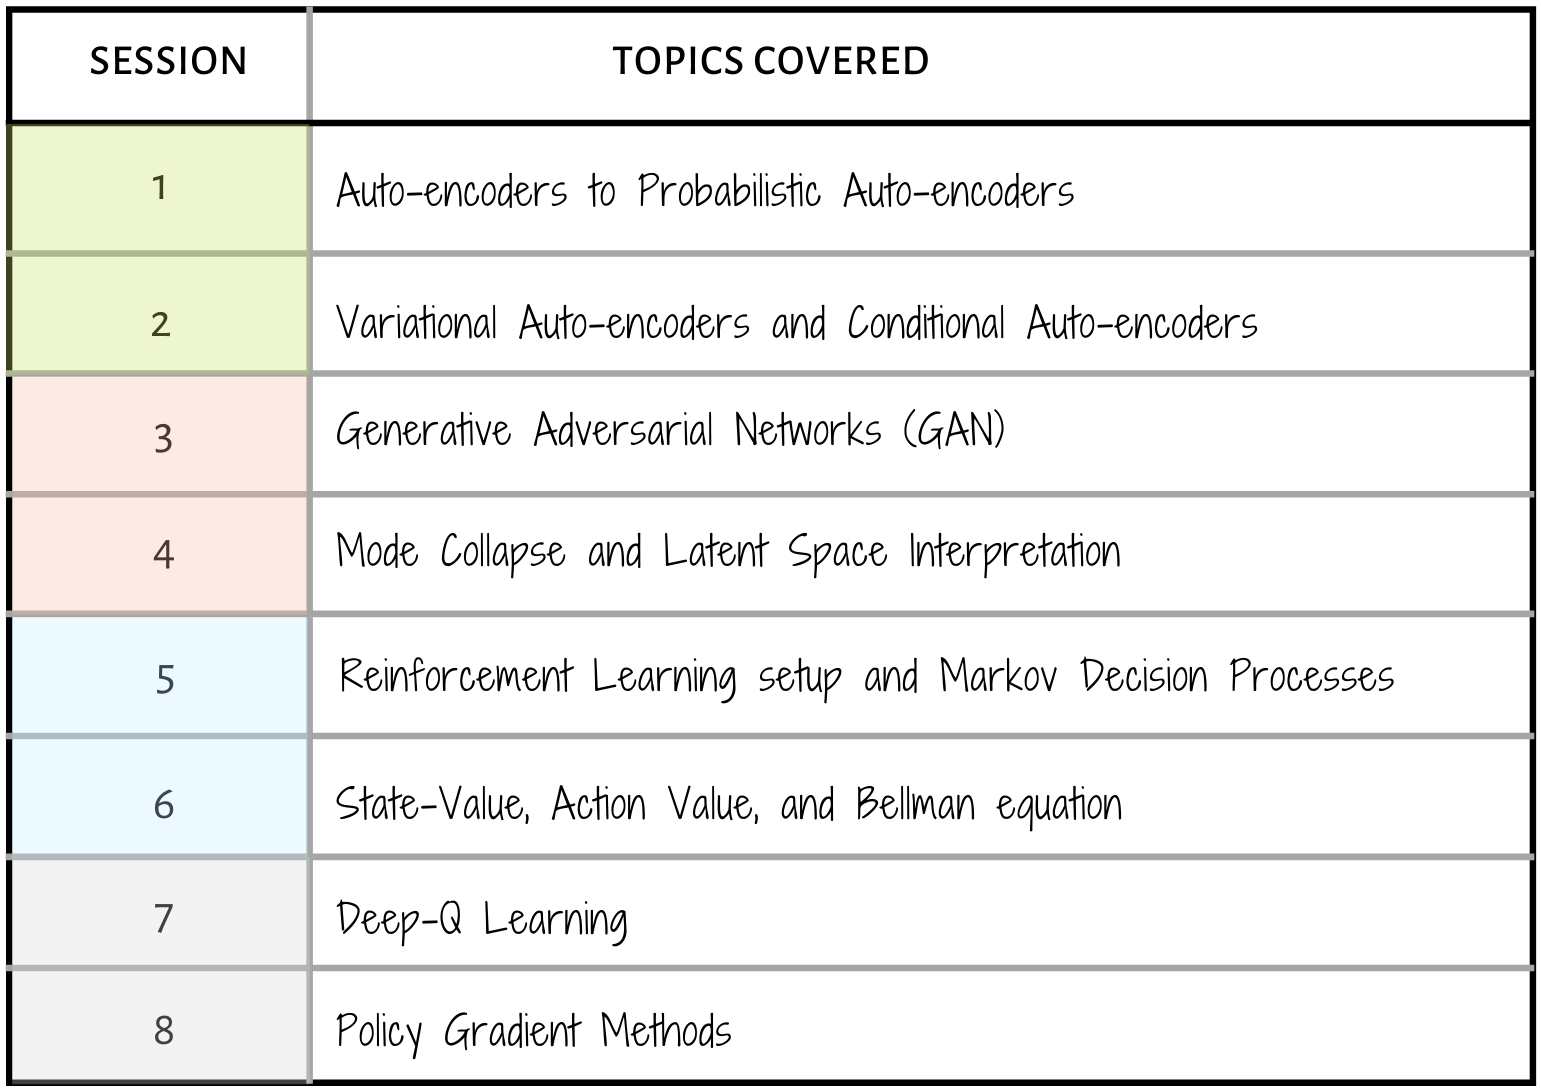 SESSION TOPICS COVERED
1 Auto-encoders to Probabilistic Auto-encoders
2 Variational Auto-encoders and Conditional Auto-encoders
3 Generative Adversarial Networks (GAN)
4 Mode Collapse and Latent Space Interpretation
5 Reinforcement Learning setup and Markov Decision Processes
6 State-Value, Action Value, and Bellman equation
7 Deep-Q Learning
8 Policy Gradient Methods